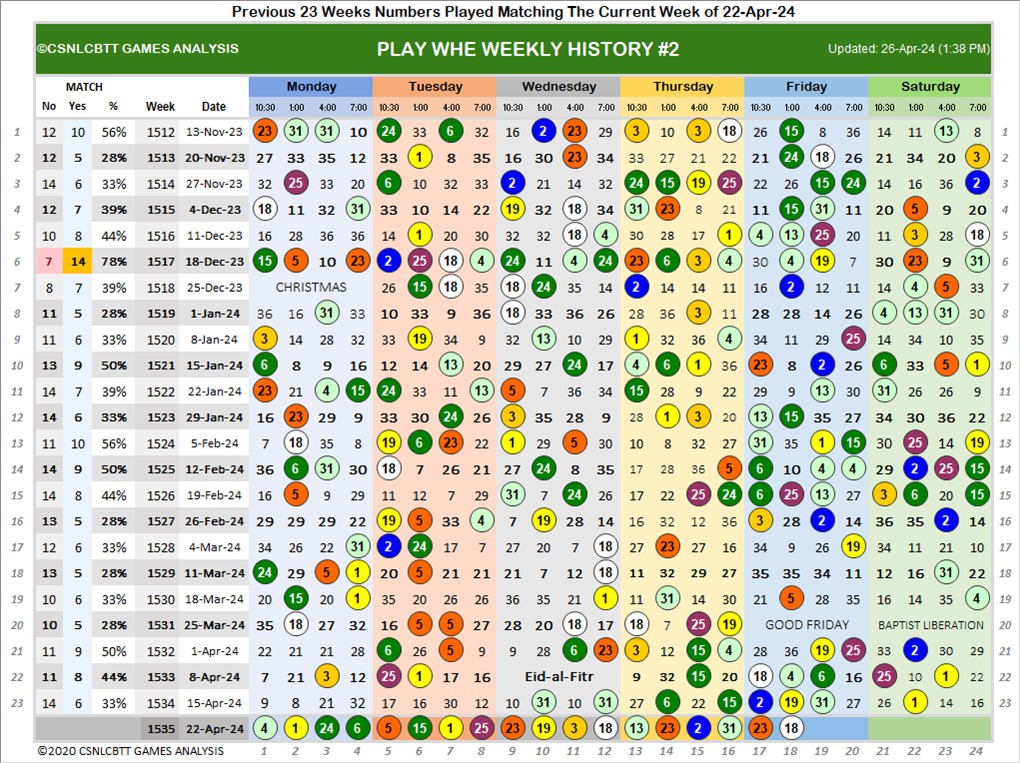 Previous 23 Weeks Numbers Played Matching The Current Week of 22-Apr-24
©CSNLCBTT GAMES ANALYSIS PLAY WHE WEEKLY HISTORY #2 Updated: 26-Apr-24 (1:38 PM)
MATCH Monday Tuesday Wednesday Thursday Friday Saturday
No Yes % Week Date 10:30 1:00 4:00 7:00 10:30 1:00 4:00 7:00 10:30 1:00 4:00 7:00 10:30 1:00 4:00 7:00 10:30 1:00 4:00 7:00 10:30 1:00 4:00 7:00
1 12 10 56% 1512 13-Nov-23 23 31 31 10 24 33 6 32 16 2 23 29 3 10 3 18 26 15 8 36 14 11 13 8 1
2 12 5 28% 1513 20-Nov-23 27 33 35 12 33 1 8 35 16 30 23 34 33 27 21 22 21 24 18 26 21 34 20 3 2
3 14 6 33% 1514 27-Nov-23 32 25 33 20 6 10 32 33 2 21 14 32 24 15 19 25 22 26 15 24 14 16 36 2 3
4 12 7 39% 1515 4-Dec-23 18 11 32 31 33 10 14 22 19 32 18 34 31 23 8 21 11 15 31 11 20 5 9 20 4
5 10 8 44% 1516 11-Dec-23 16 28 36 36 14 1 20 30 32 32 18 4 30 28 17 1 4 13 25 20 11 3 28 18 5
6 7 14 78% 1517 18-Dec-23 15 5 10 23 2 25 18 4 24 11 4 24 23 6 3 4 30 4 19 7 30 23 9 31 6
7 8 7 39% 1518 25-Dec-23 CHRISTMAS 26 15 18 35 18 24 35 14 2 14 14 11 16 2 12 11 14 4 5 33 7
8 11 5 28% 1519 1-Jan-24 36 16 31 33 10 33 9 36 18 33 36 26 28 36 3 11 28 28 14 8 4 13 31 30 8
9 11 6 33% 1520 8-Jan-24 3 14 28 32 33 19 34 9 32 13 10 29 1 32 36 4 34 11 29 25 14 34 10 35 9
10 13 9 50% 1521 15-Jan-24 6 8 9 16 12 14 13 20 29 27 24 17 4 6 1 36 23 8 2 26 6 33 5 1 10
11 14 7 39% 1522 22-Jan-24 23 21 4 15 24 33 11 13 5 7 36 34 15 28 9 22 29 9 13 30 31 26 26 9 11
12 14 6 33% 1523 29-Jan-24 16 23 29 9 33 30 24 26 3 35 28 9 28 1 3 20 13 15 35 27 34 30 36 22 12
13 11 10 56% 1524 5-Feb-24 7 18 35 8 19 6 23 22 1 29 5 30 10 8 32 27 31 35 1 15 30 25 14 19 13
14 14 9 50% 1525 12-Feb-24 36 6 31 30 18 7 26 21 27 24 8 35 17 28 36 5 6 10 4 4 29 2 25 15 14
15 14 8 44% 1526 19-Feb-24 16 5 9 29 11 12 7 29 31 7 24 26 17 22 25 24 6 25 13 27 3 6 20 15 15
16 13 5 28% 1527 26-Feb-24 29 29 29 22 19 5 33 4 7 19 28 14 16 32 12 36 3 28 2 14 36 35 2 14 16
17 12 6 33% 1528 4-Mar-24 34 26 22 31 2 24 17 7 27 20 7 18 27 23 27 16 34 9 26 19 34 11 21 10 17
18 13 5 28% 1529 11-Mar-24 24 29 5 1 20 5 21 21 21 7 12 18 11 32 29 27 35 35 34 11 12 16 31 22 18
19 10 6 33% 1530 18-Mar-24 20 15 20 19 35 20 26 26 36 35 21 1 11 31 14 30 21 5 28 35 16 14 35 4 19
20 10 5 28% 1531 25-Mar-24 35 18 27 32 16 5 5 27 28 20 18 17 18 7 25 19 GOOD FRIDAY BAPTIST LIBERATION 20
21 11 9 50% 1532 1-Apr-24 22 21 21 28 6 26 5 9 9 28 6 23 3 12 15 4 28 36 19 25 33 2 30 29 21
22 11 8 44% 1533 8-Apr-24 7 21 3 12 25 1 17 16 Eid-al-Fitr 9 32 15 20 18 4 6 16 25 10 1 22 22
23 14 6 33% 1534 15-Apr-24 9 8 21 32 17 16 30 12 10 31 10 31 27 6 22 15 2 19 31 27 26 1 14 16 23
1535 22-Apr-24 4 1 24 6 5 15 1 25 23 19 3 18 13 23 2 31 23 18
©2020 CSNLCBTT GAMES ANALYSIS 1 2 3 4 5 6 7 8 9 10 11 12 13 14 15 16 17 18 19 20 21 22 23 24